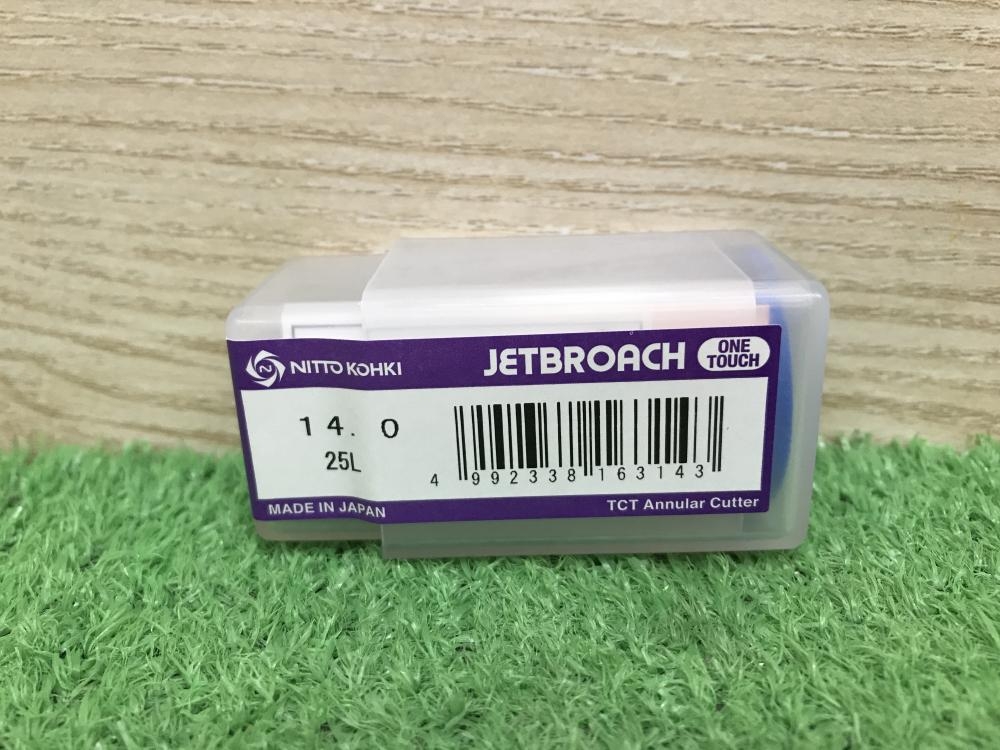 NITTO KOHKI JETBROACH ONE TOUCH
14.0
25L
4 992338 163143
MADE IN JAPAN TCT Annular Cutter